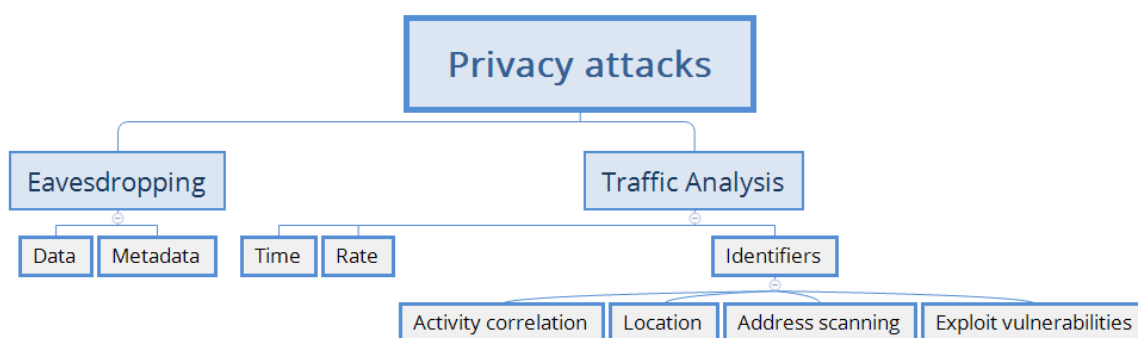 Privacy attacks
Eavesdropping
Traffic Analysis
Data
Metadata
Time
Rate
Identifiers
Activity correlation
Location
Address scanning
Exploit vulnerabilities